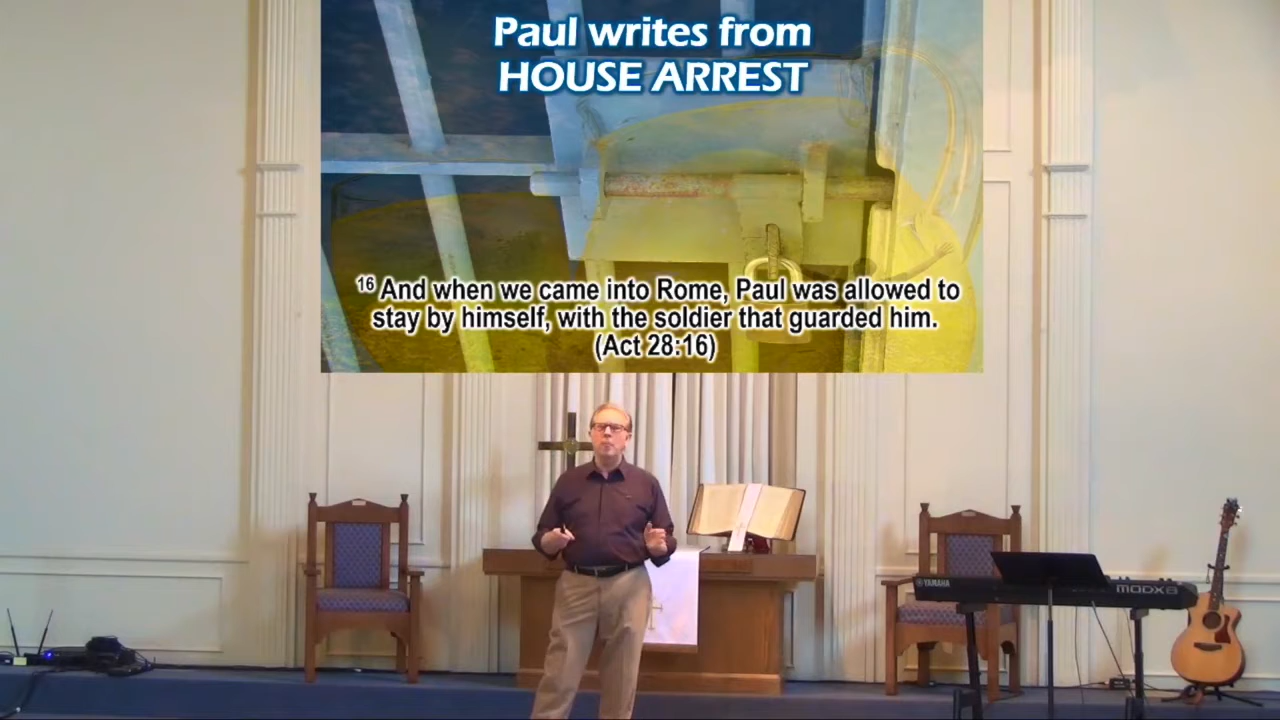 Paul writes from
HOUSE ARREST
16 And when we came into Rome, Paul was allowed to
stay by himself, with the soldier that guarded him.
(Act 28:16)
YAMAHA
MODX8